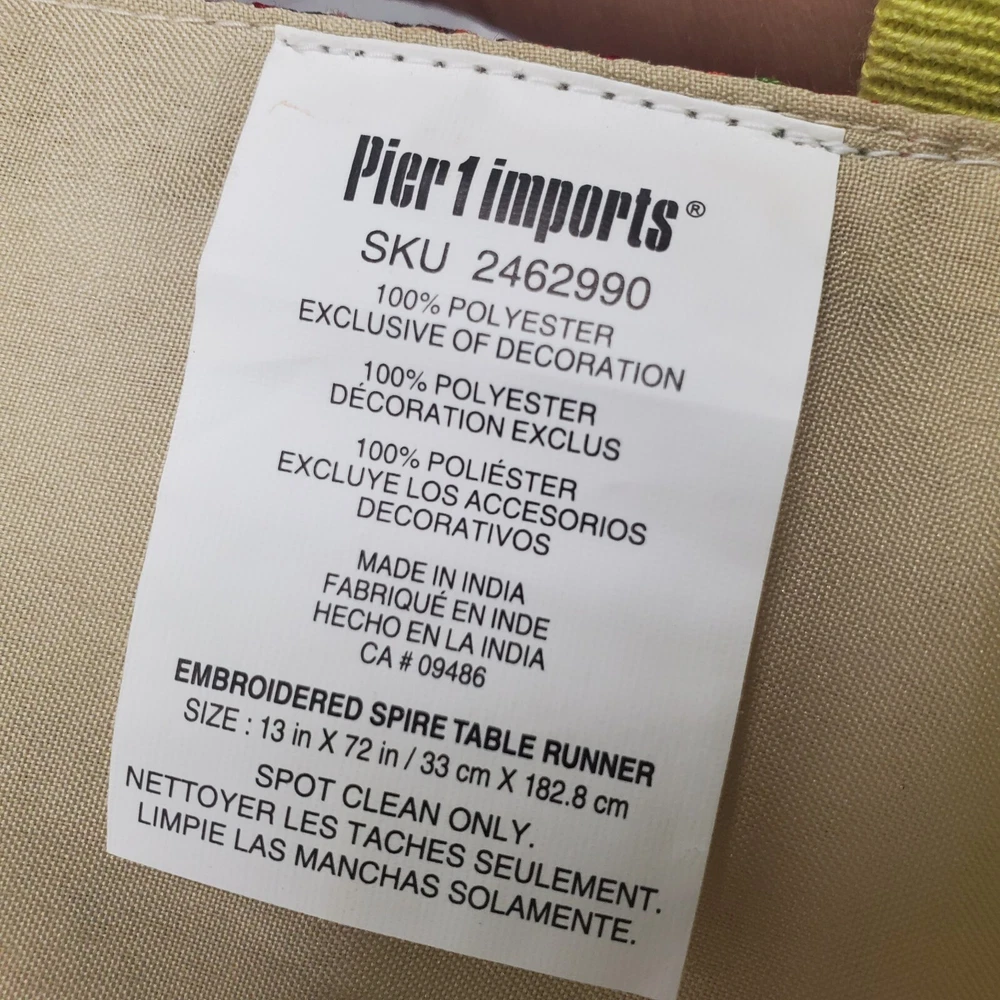 Pier 1 imports®
SKU 2462990
100% POLYESTER
EXCLUSIVE OF DECORATION
100% POLYESTER
DÉCORATION EXCLUS
100% POLIÉSTER
EXCLUYE LOS ACCESORIOS
DECORATIVOS
MADE IN INDIA
FABRIQUÉ EN INDE
HECHO EN LA INDIA
CA # 09486
EMBROIDERED SPIRE TABLE RUNNER
SIZE : 13 in X 72 in / 33 cm X 182.8 cm
SPOT CLEAN ONLY.
NETTOYER LES TACHES SEULEMENT.
LIMPIE LAS MANCHAS SOLAMENTE.